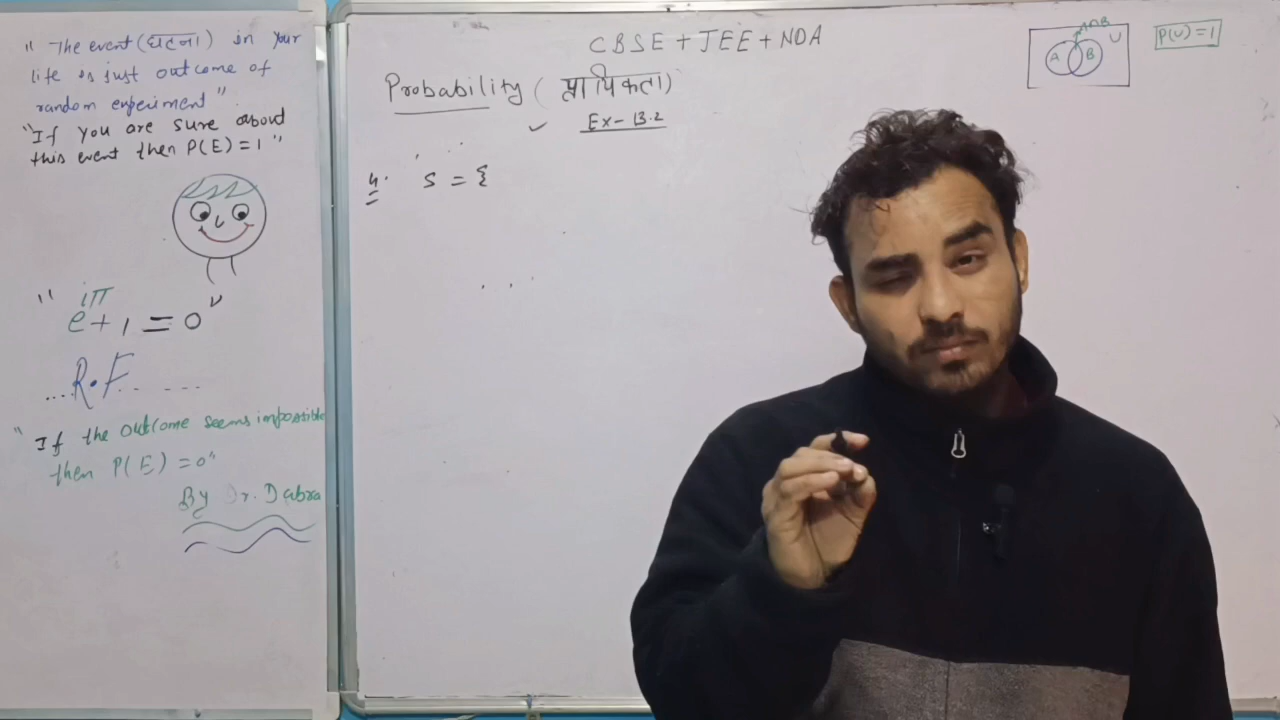 " The event (घटना) in your
life is just outcome of
random experiment"
"If you are sure about
this event then P(E) = 1 "
" e^iπ + 1 = 0 "
...R.F. - - - -
" If the outcome seems impossible
then P(E) = 0"
By Dr. Dabra
CBSE + JEE + NDA
Probability (प्रायिकता)
✓ Ex- 13.2
4. S = {
A∩B
A B U
P(U) = 1